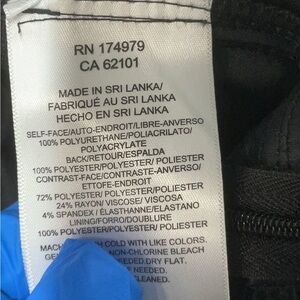 RN 174979
CA 62101
MADE IN SRI LANKA/
FABRIQUÉ AU SRI LANKA
HECHO EN SRI LANKA
SELF-FACE/AUTO-ENDROIT/LIBRE-ANVERSO
100% POLYURETHANE/POLIACRILATO/
POLYACRYLATE
BACK/RETOUR/ESPALDA
100% POLYESTER/POLYESTER/ POLIESTER
CONTRAST-FACE/CONTRASTE-ANVERSO/
ETTOFE-ENDROIT
72% POLYESTER/POLYESTER/ POLIESTER
24% RAYON/ VISCOSE/ VISCOSA
4% SPANDEX / ÉLASTHANNE/ELASTANO
LINING/FORRO/DOUBLURE
100% POLYESTER/POLYESTER/ POLIESTER
COLD WITH LIKE COLORS.
NON-CHLORINE BLEACH
DRY FLAT.
NEEDED.
CLEANED.